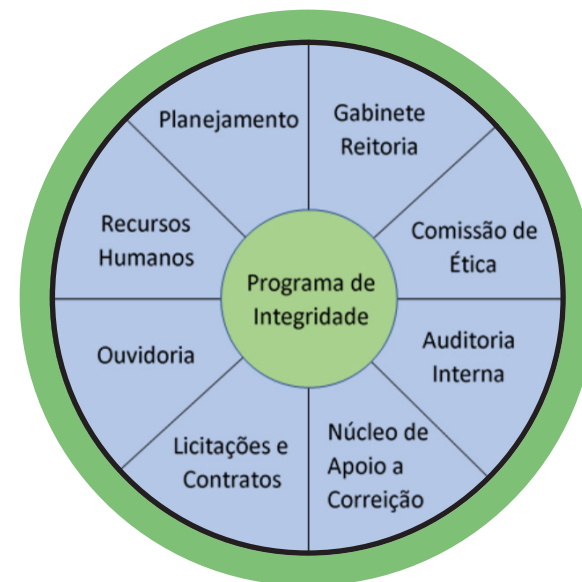 Planejamento
Gabinete
Reitoria
Comissão de
Ética
Auditoria
Interna
Núcleo de
Apoio a
Correição
Licitações e
Contratos
Ouvidoria
Recursos
Humanos
Programa de
Integridade